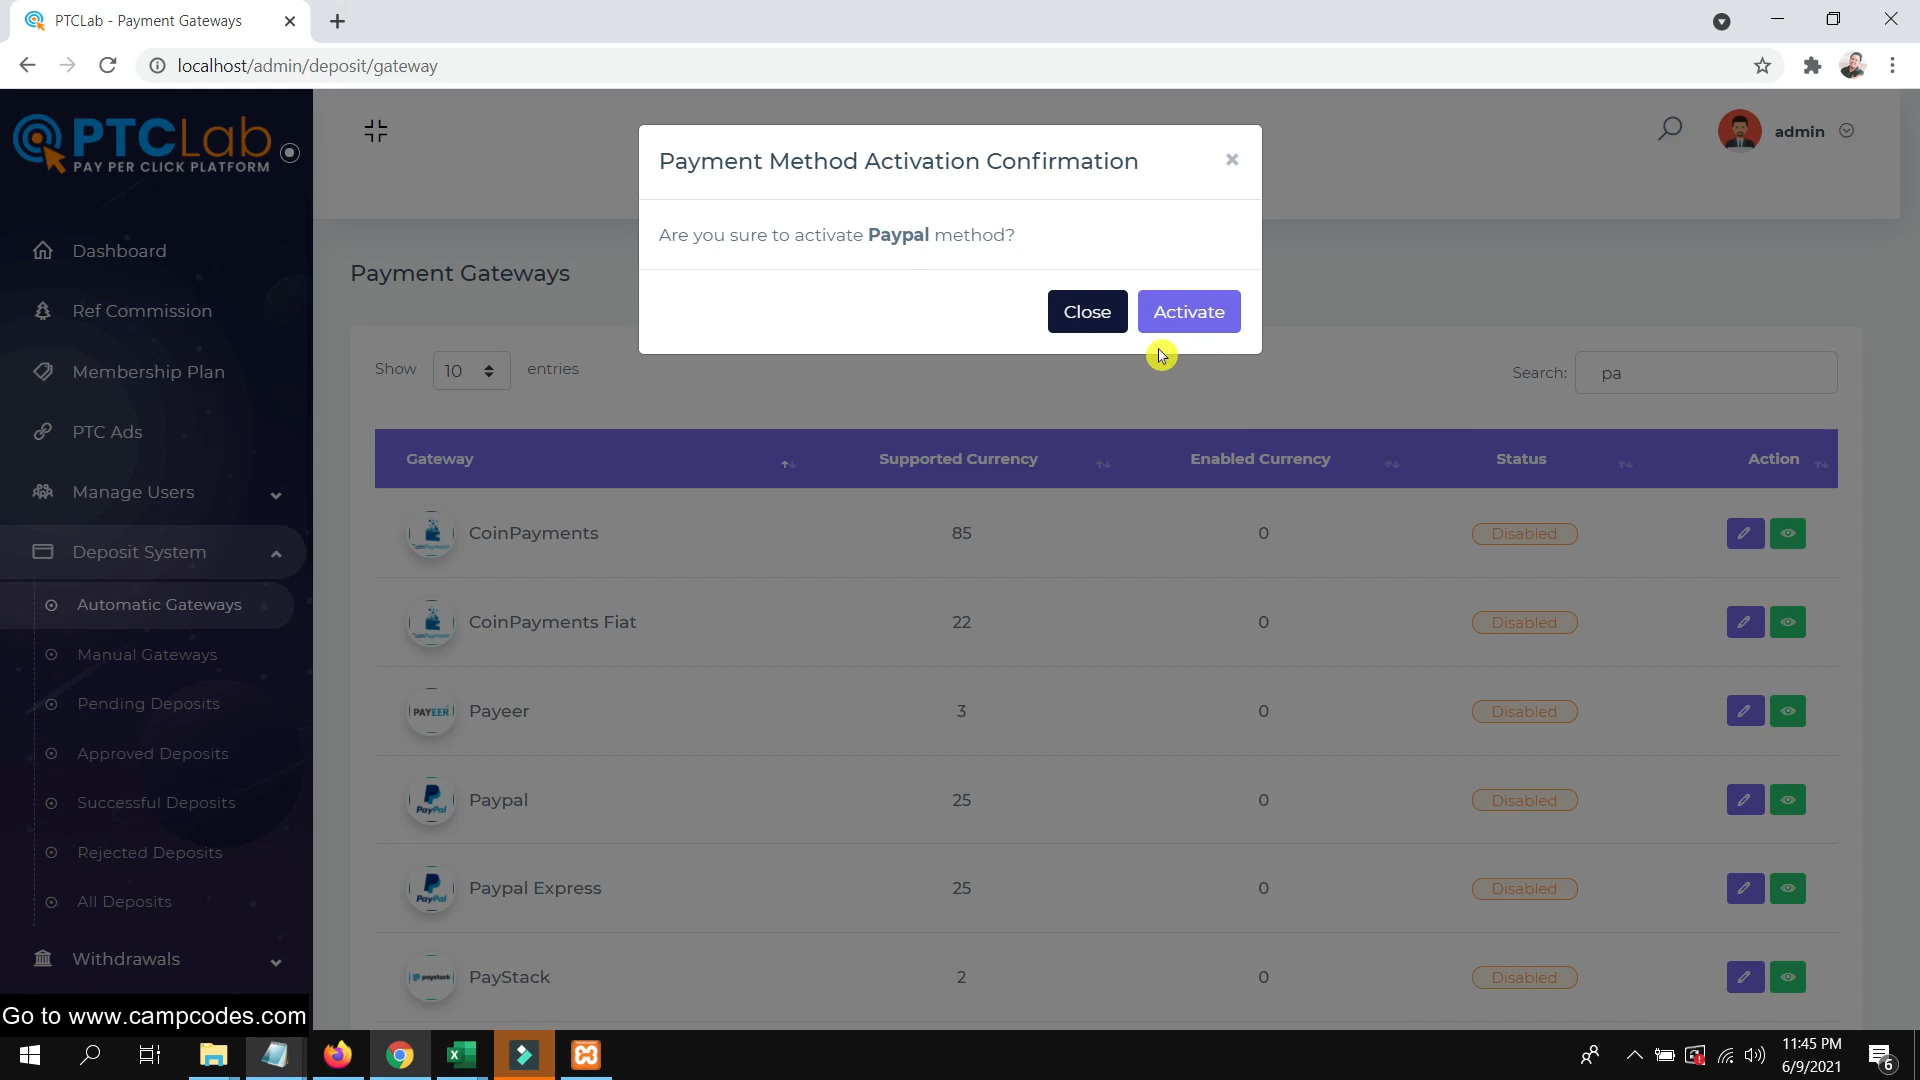 PTCLab - Payment Gateways
localhost/admin/deposit/gateway
PTCLab
PAY PER CLICK PLATFORM
admin
Payment Method Activation Confirmation
Are you sure to activate Paypal method?
Close Activate
Dashboard
Ref Commission
Membership Plan
PTC Ads
Manage Users
Deposit System
Automatic Gateways
Manual Gateways
Pending Deposits
Approved Deposits
Successful Deposits
Rejected Deposits
All Deposits
Withdrawals
Payment Gateways
Show 10 entries
Search: pa
Gateway Supported Currency Enabled Currency Status Action
CoinPayments 85 0 Disabled
CoinPayments Fiat 22 0 Disabled
PAYEER Payeer 3 0 Disabled
PayPal Paypal 25 0 Disabled
PayPal Paypal Express 25 0 Disabled
paystack PayStack 2 0 Disabled
Go to www.campcodes.com
11:45 PM
6/9/2021
6